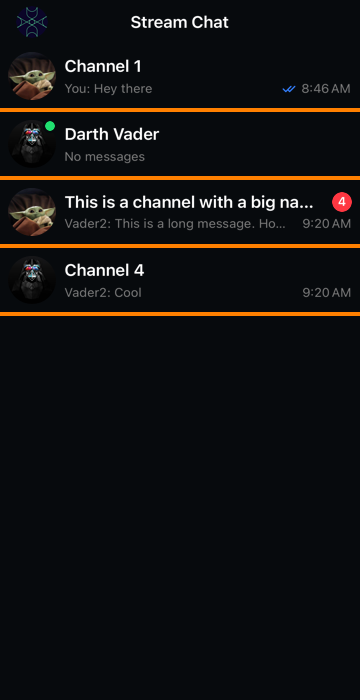 Stream Chat
Channel 1
You: Hey there 8:46 AM
Darth Vader
No messages
This is a channel with a big na... 4
Vader2: This is a long message. Ho... 9:20 AM
Channel 4
Vader2: Cool 9:20 AM